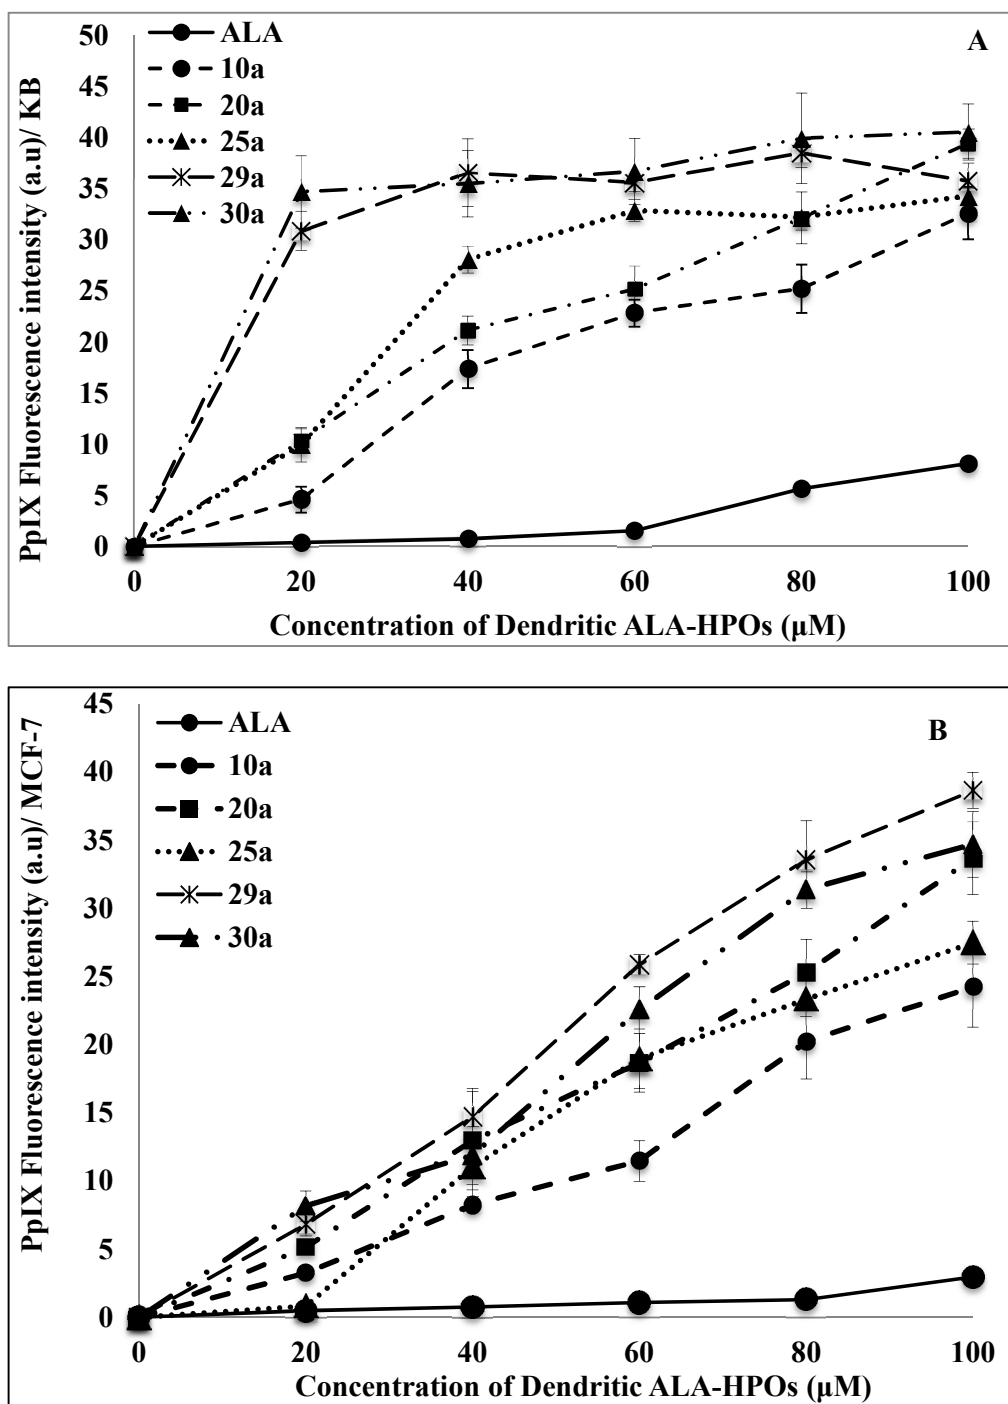 A
PpIX Fluorescence intensity (a.u)/ KB
50
45
40
35
30
25
20
15
10
5
0
ALA
10a
20a
25a
29a
30a
0 20 40 60 80 100
Concentration of Dendritic ALA-HPOs (µM)
B
PpIX Fluorescence intensity (a.u)/ MCF-7
45
40
35
30
25
20
15
10
5
0
ALA
10a
20a
25a
29a
30a
0 20 40 60 80 100
Concentration of Dendritic ALA-HPOs (µM)